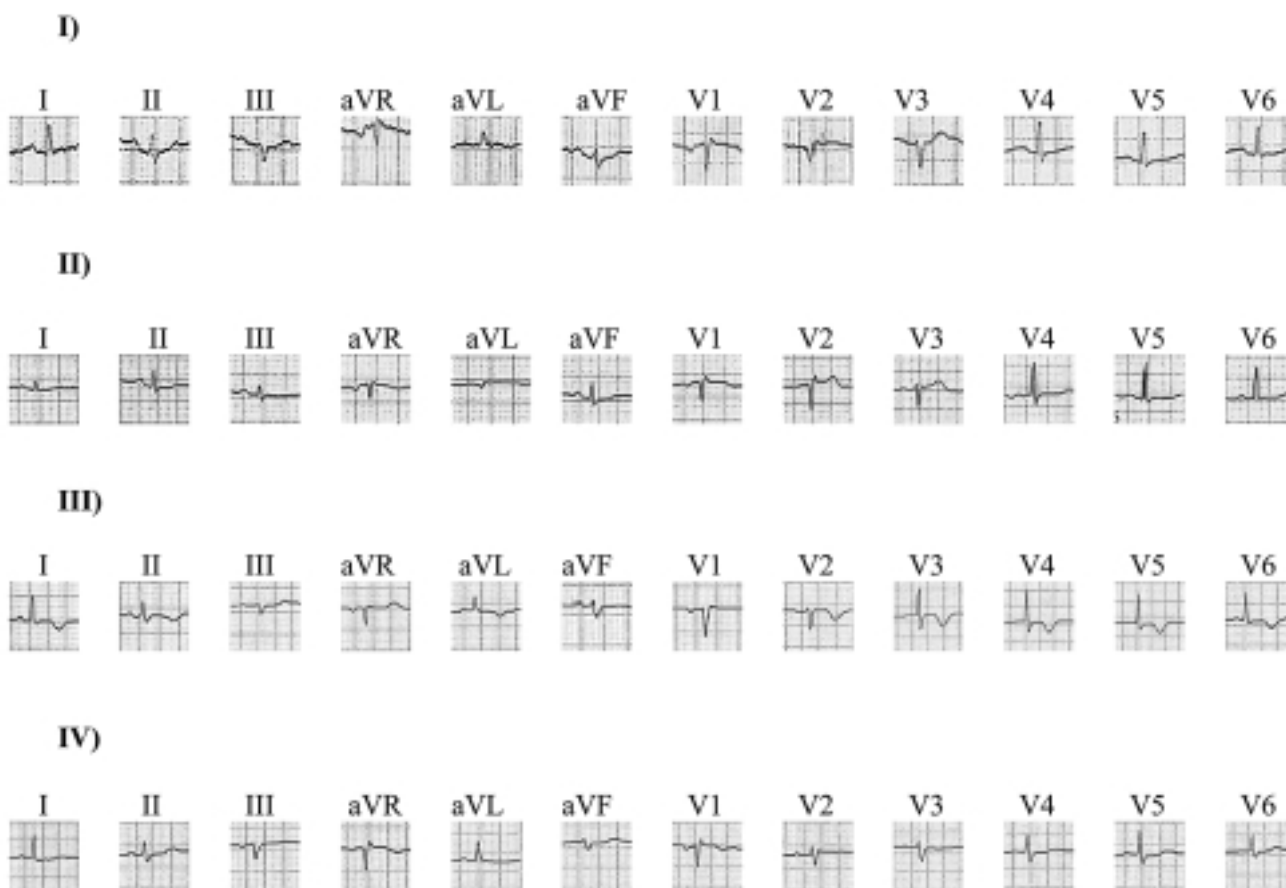 I)
I II III aVR aVL aVF V1 V2 V3 V4 V5 V6
II)
I II III aVR aVL aVF V1 V2 V3 V4 V5 V6
III)
I II III aVR aVL aVF V1 V2 V3 V4 V5 V6
IV)
I II III aVR aVL aVF V1 V2 V3 V4 V5 V6